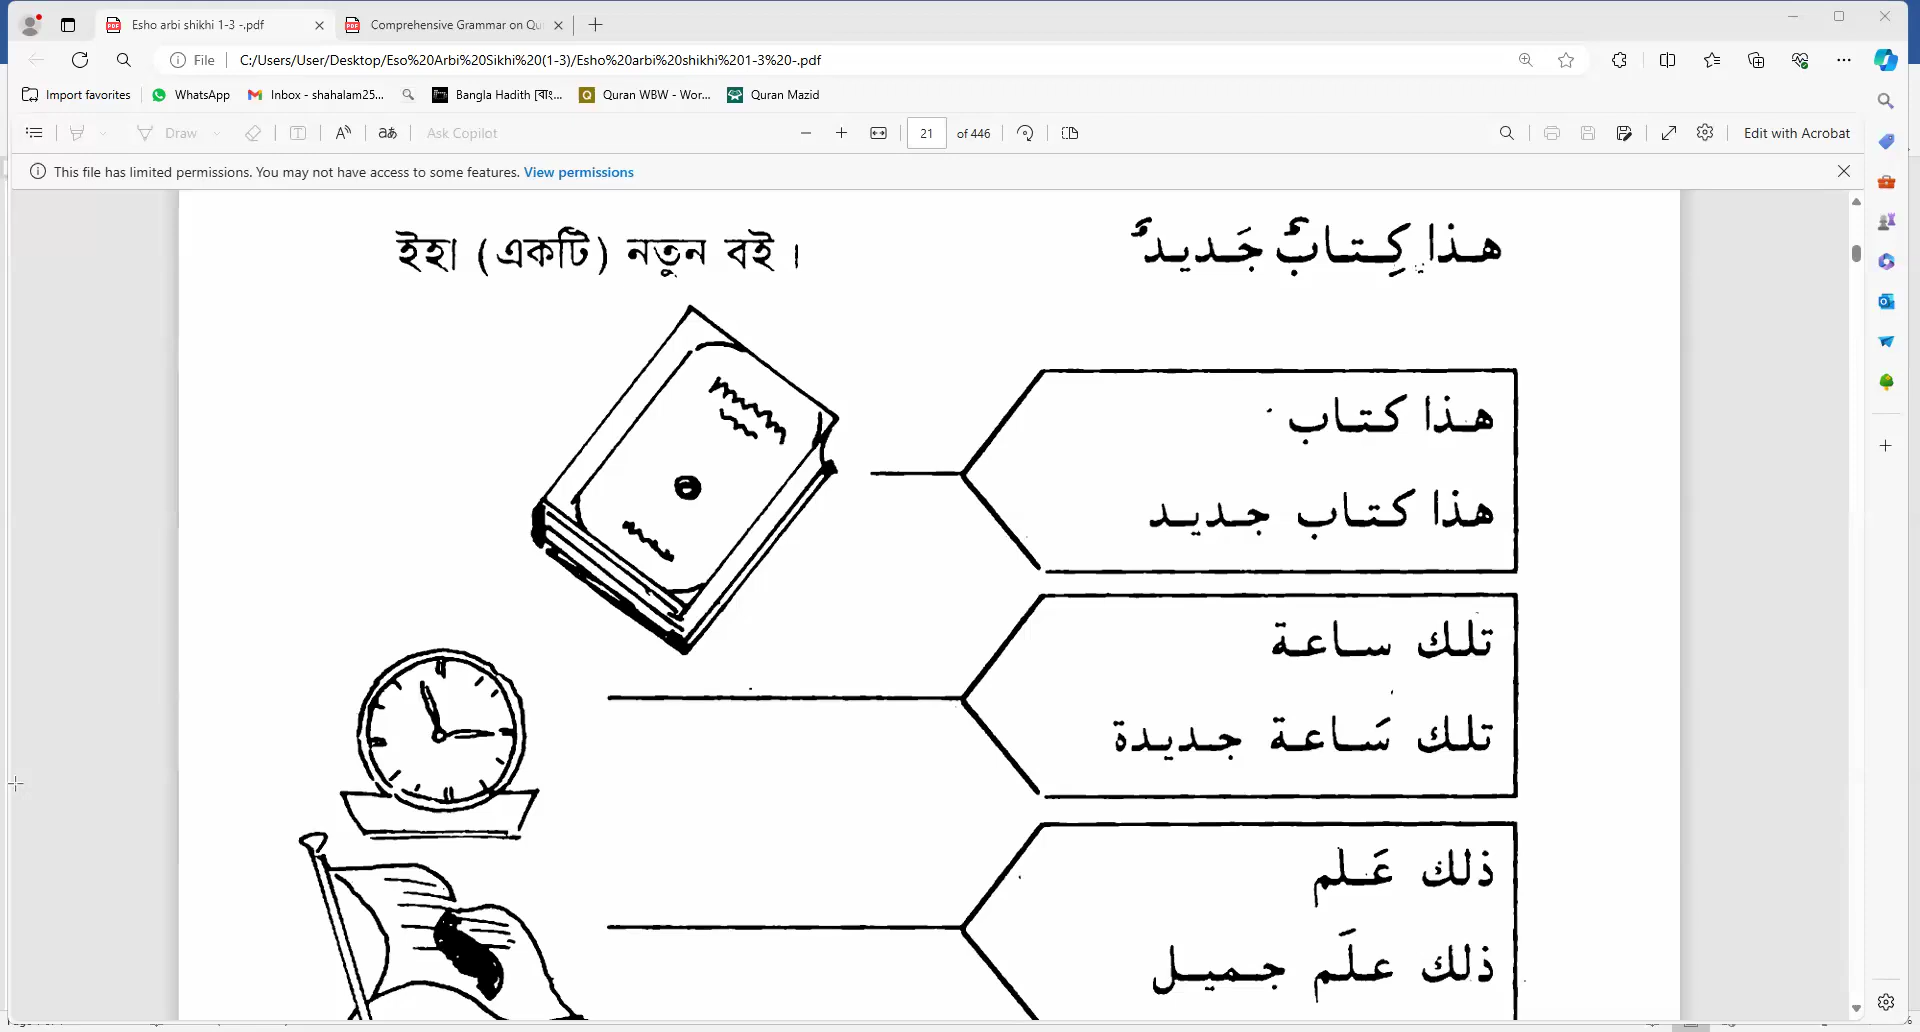 Esho arbi shikhi 1-3 -.pdf
Comprehensive Grammar on Qu
File
C:/Users/User/Desktop/Eso%20Arbi%20Sikhi%20(1-3)/Esho%20arbi%20shikhi%201-3%20-.pdf
Import favorites
WhatsApp
Inbox - shahalam25...
Bangla Hadith [বাং...
Quran WBW - Wor...
Quran Mazid
Draw
Ask Copilot
21
of 446
Edit with Acrobat
This file has limited permissions. You may not have access to some features. View permissions
هذا كِتابٌ جَديدٌ
ইহা (একটি) নতুন বই ।
هذا كتاب
هذا كتاب جديد
تلك ساعة
تلك سَاعة جديدة
ذلك عَلم
ذلك علَم جميل